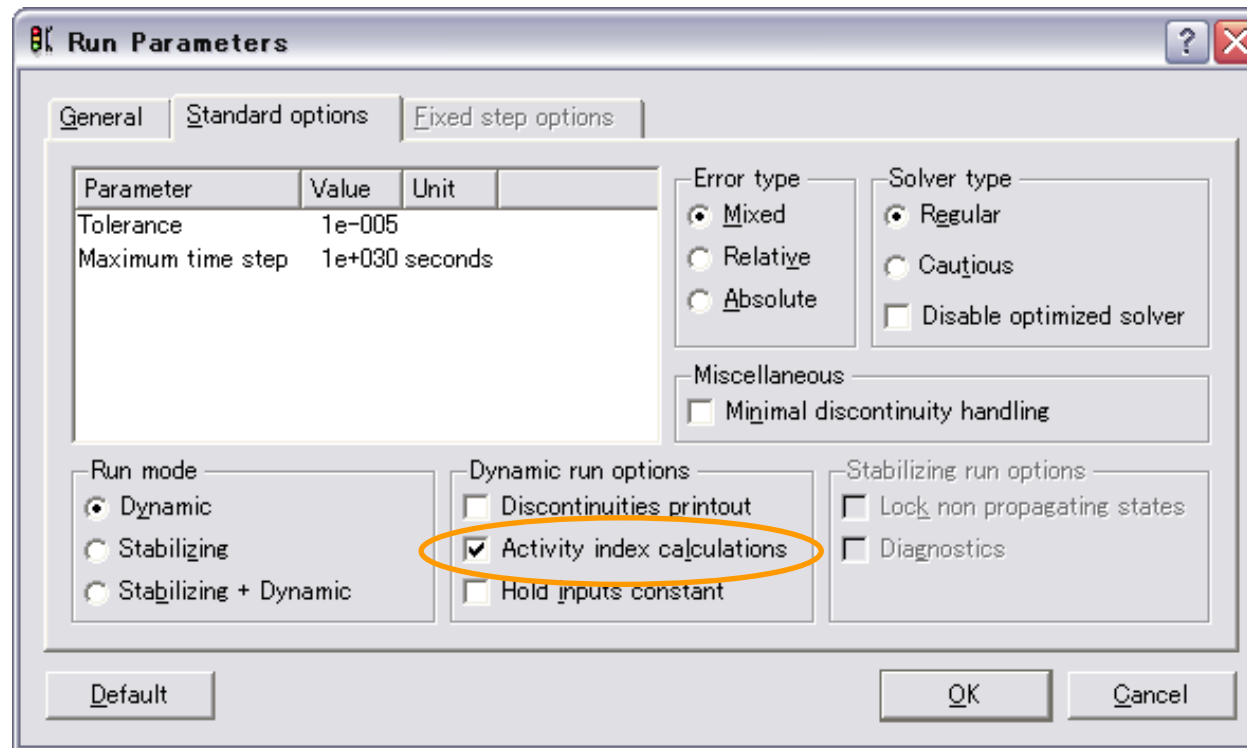 Run Parameters
General Standard options Fixed step options
Parameter Value Unit
Tolerance 1e-005
Maximum time step 1e+030 seconds
Error type
Mixed
Relative
Absolute
Solver type
Regular
Cautious
Disable optimized solver
Miscellaneous
Minimal discontinuity handling
Run mode
Dynamic
Stabilizing
Stabilizing + Dynamic
Dynamic run options
Discontinuities printout
Activity index calculations
Hold inputs constant
Stabilizing run options
Lock non propagating states
Diagnostics
Default OK Cancel